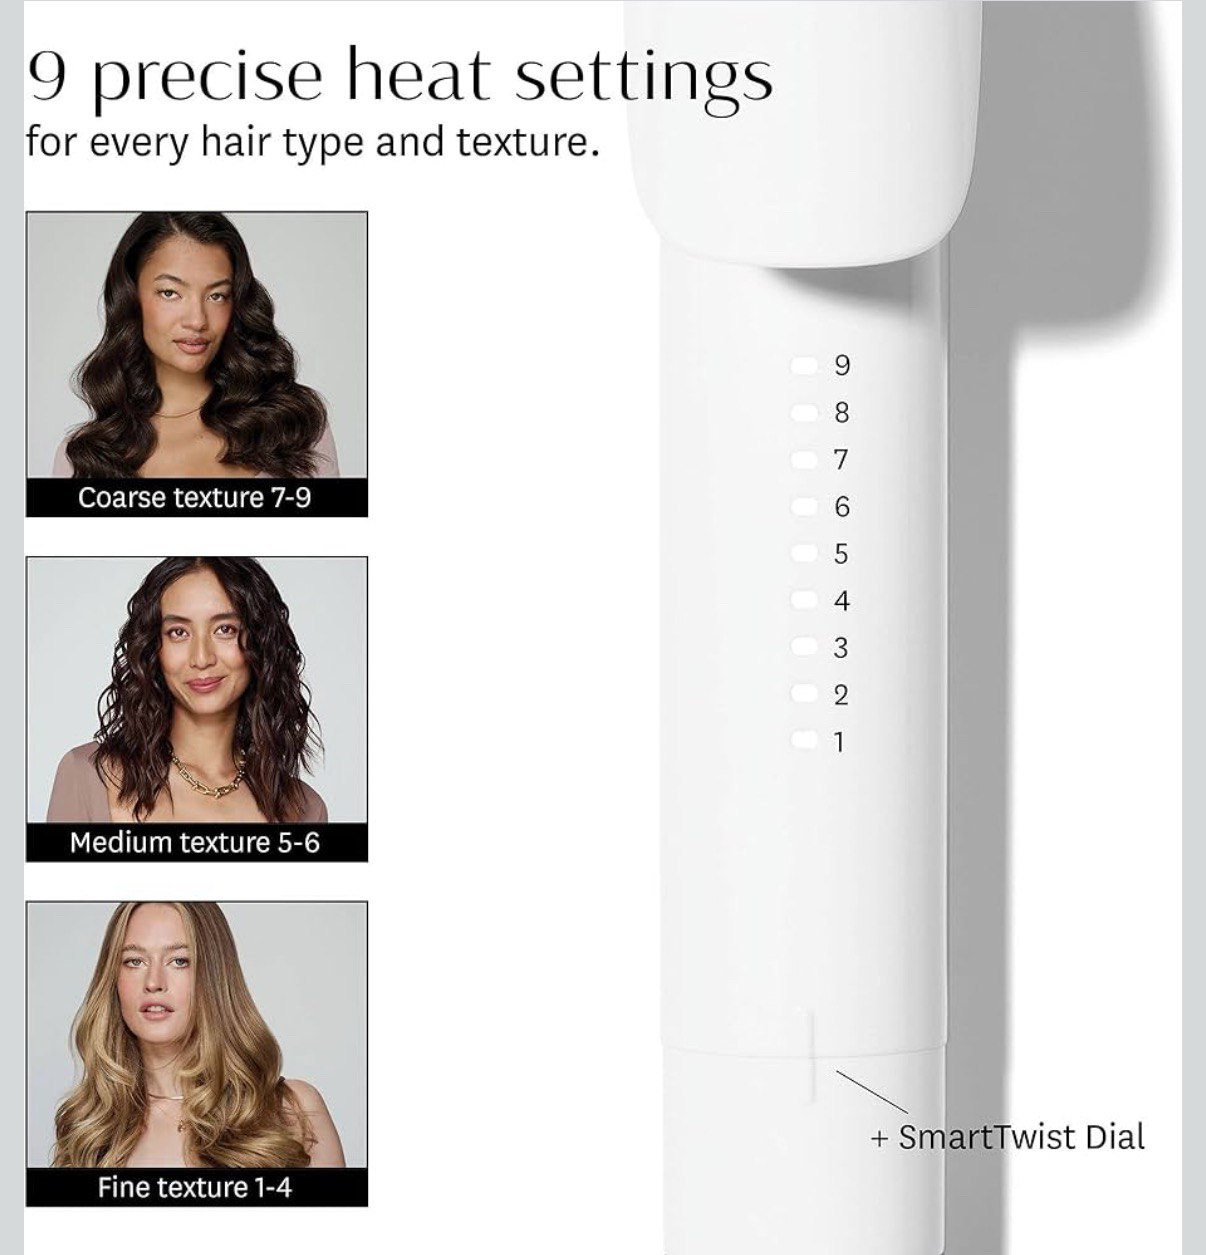 9 precise heat settings
for every hair type and texture.
Coarse texture 7-9
Medium texture 5-6
Fine texture 1-4
9
8
7
6
5
4
3
2
1
+ SmartTwist Dial